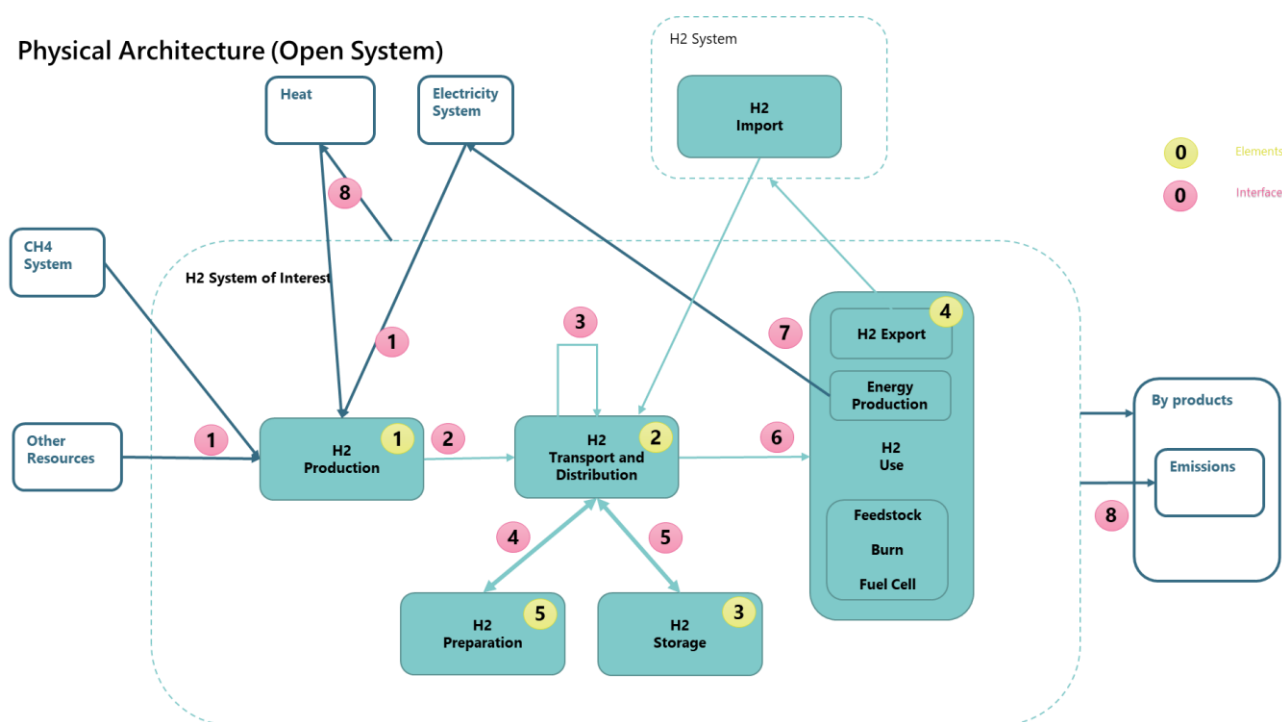 Physical Architecture (Open System)
H2 System
H2
Import
Heat
Electricity
System
0 Elements
0 Interface
8
CH4
System
H2 System of Interest
1
3
7
4
H2 Export
Energy
Production
H2
Use
Feedstock
Burn
Fuel Cell
By products
Emissions
8
Other
Resources
1
H2
Production
1
2
H2
Transport and
Distribution
2
6
4
5
H2
Preparation
5
H2
Storage
3